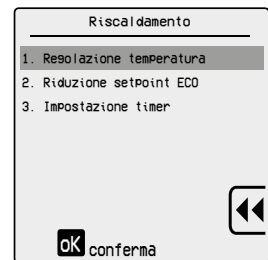 Riscaldamento
1. Regolazione temperatura
2. Riduzione setpoint ECO
3. Impostazione timer
OK conferma